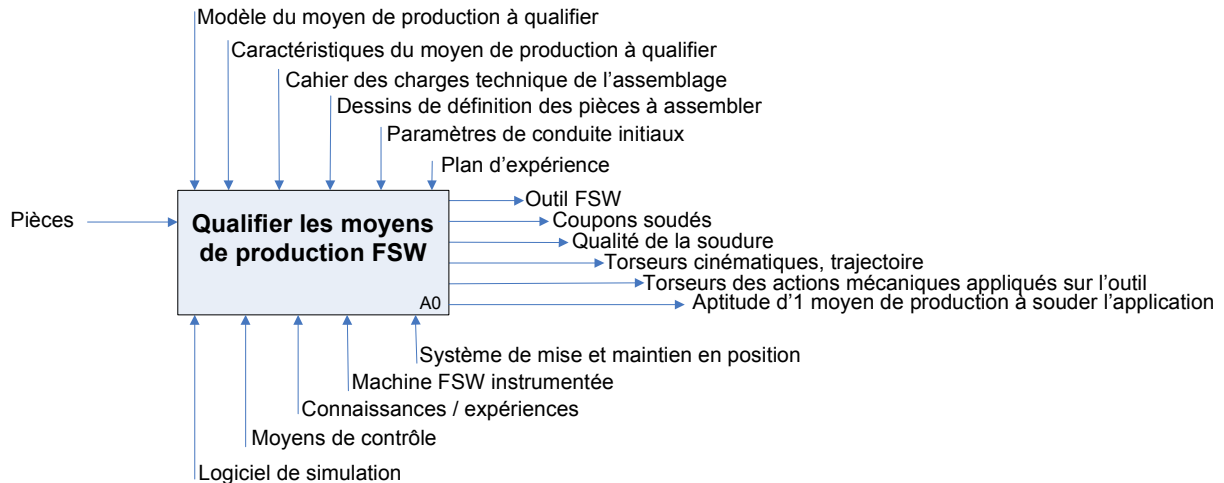 Modèle du moyen de production à qualifier
Caractéristiques du moyen de production à qualifier
Cahier des charges technique de l'assemblage
Dessins de définition des pièces à assembler
Paramètres de conduite initiaux
Plan d'expérience
Pièces
Qualifier les moyens
de production FSW
A0
Outil FSW
Coupons soudés
Qualité de la soudure
Torseurs cinématiques, trajectoire
Torseurs des actions mécaniques appliqués sur l'outil
Aptitude d'1 moyen de production à souder l'application
Système de mise et maintien en position
Machine FSW instrumentée
Connaissances / expériences
Moyens de contrôle
Logiciel de simulation